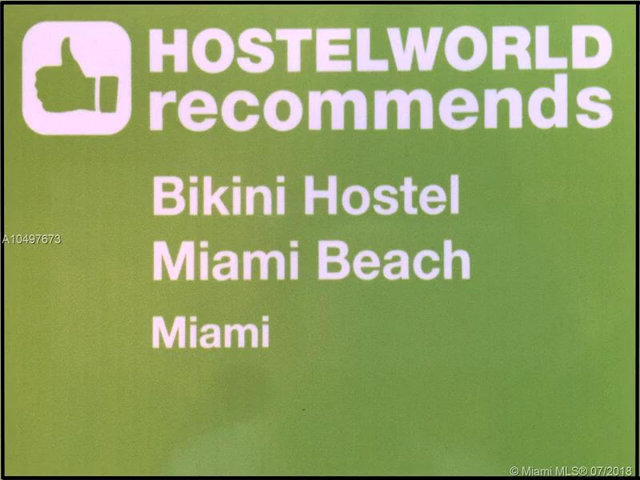 HOSTELWORLD
recommends
Bikini Hostel
Miami Beach
Miami
A10497673
© Miami MLS® 07/2018